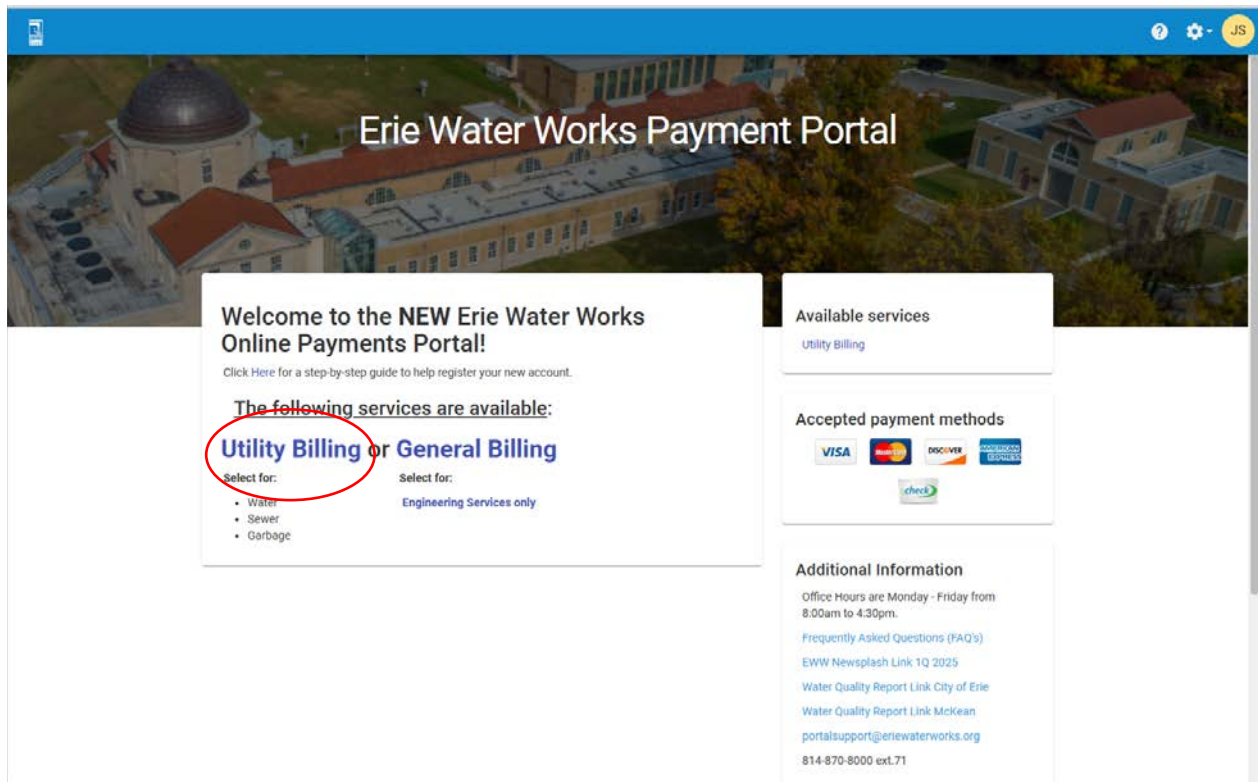 JS
Erie Water Works Payment Portal
Welcome to the NEW Erie Water Works
Online Payments Portal!
Click Here for a step-by-step guide to help register your new account.
The following services are available:
Utility Billing or General Billing
Select for:
• Water
• Sewer
• Garbage
Select for:
Engineering Services only
Available services
Utility Billing
Accepted payment methods
VISA
MasterCard
DISCOVER
AMERICAN
EXPRESS
check
Additional Information
Office Hours are Monday - Friday from
8:00am to 4:30pm.
Frequently Asked Questions (FAQ's)
EWW Newsplash Link 1Q 2025
Water Quality Report Link City of Erie
Water Quality Report Link McKean
portalsupport@eriewaterworks.org
814-870-8000 ext.71